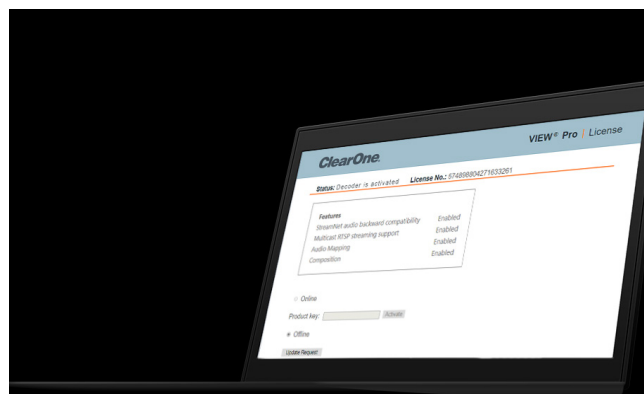 ClearOne.
VIEW® Pro | License
Status: Decoder is activated License No.: 574898804271633261
Features
StreamNet audio backward compatibility Enabled
Multicast RTSP streaming support Enabled
Audio Mapping Enabled
Composition Enabled
Online
Product key: Activate
Offline
Update Request